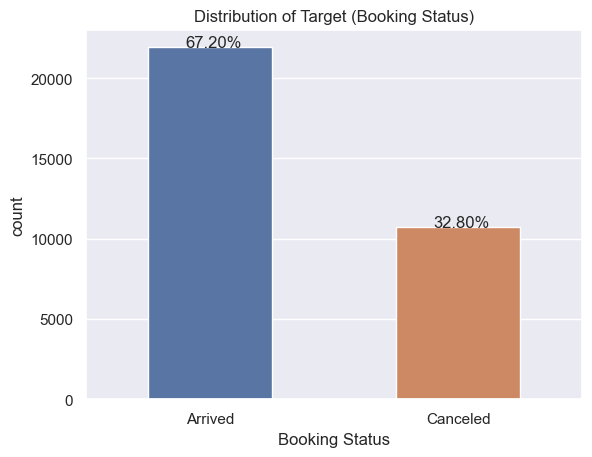 Distribution of Target (Booking Status)
67.20%
20000
15000
32.80%
10000
5000
0
count
Arrived
Canceled
Booking Status